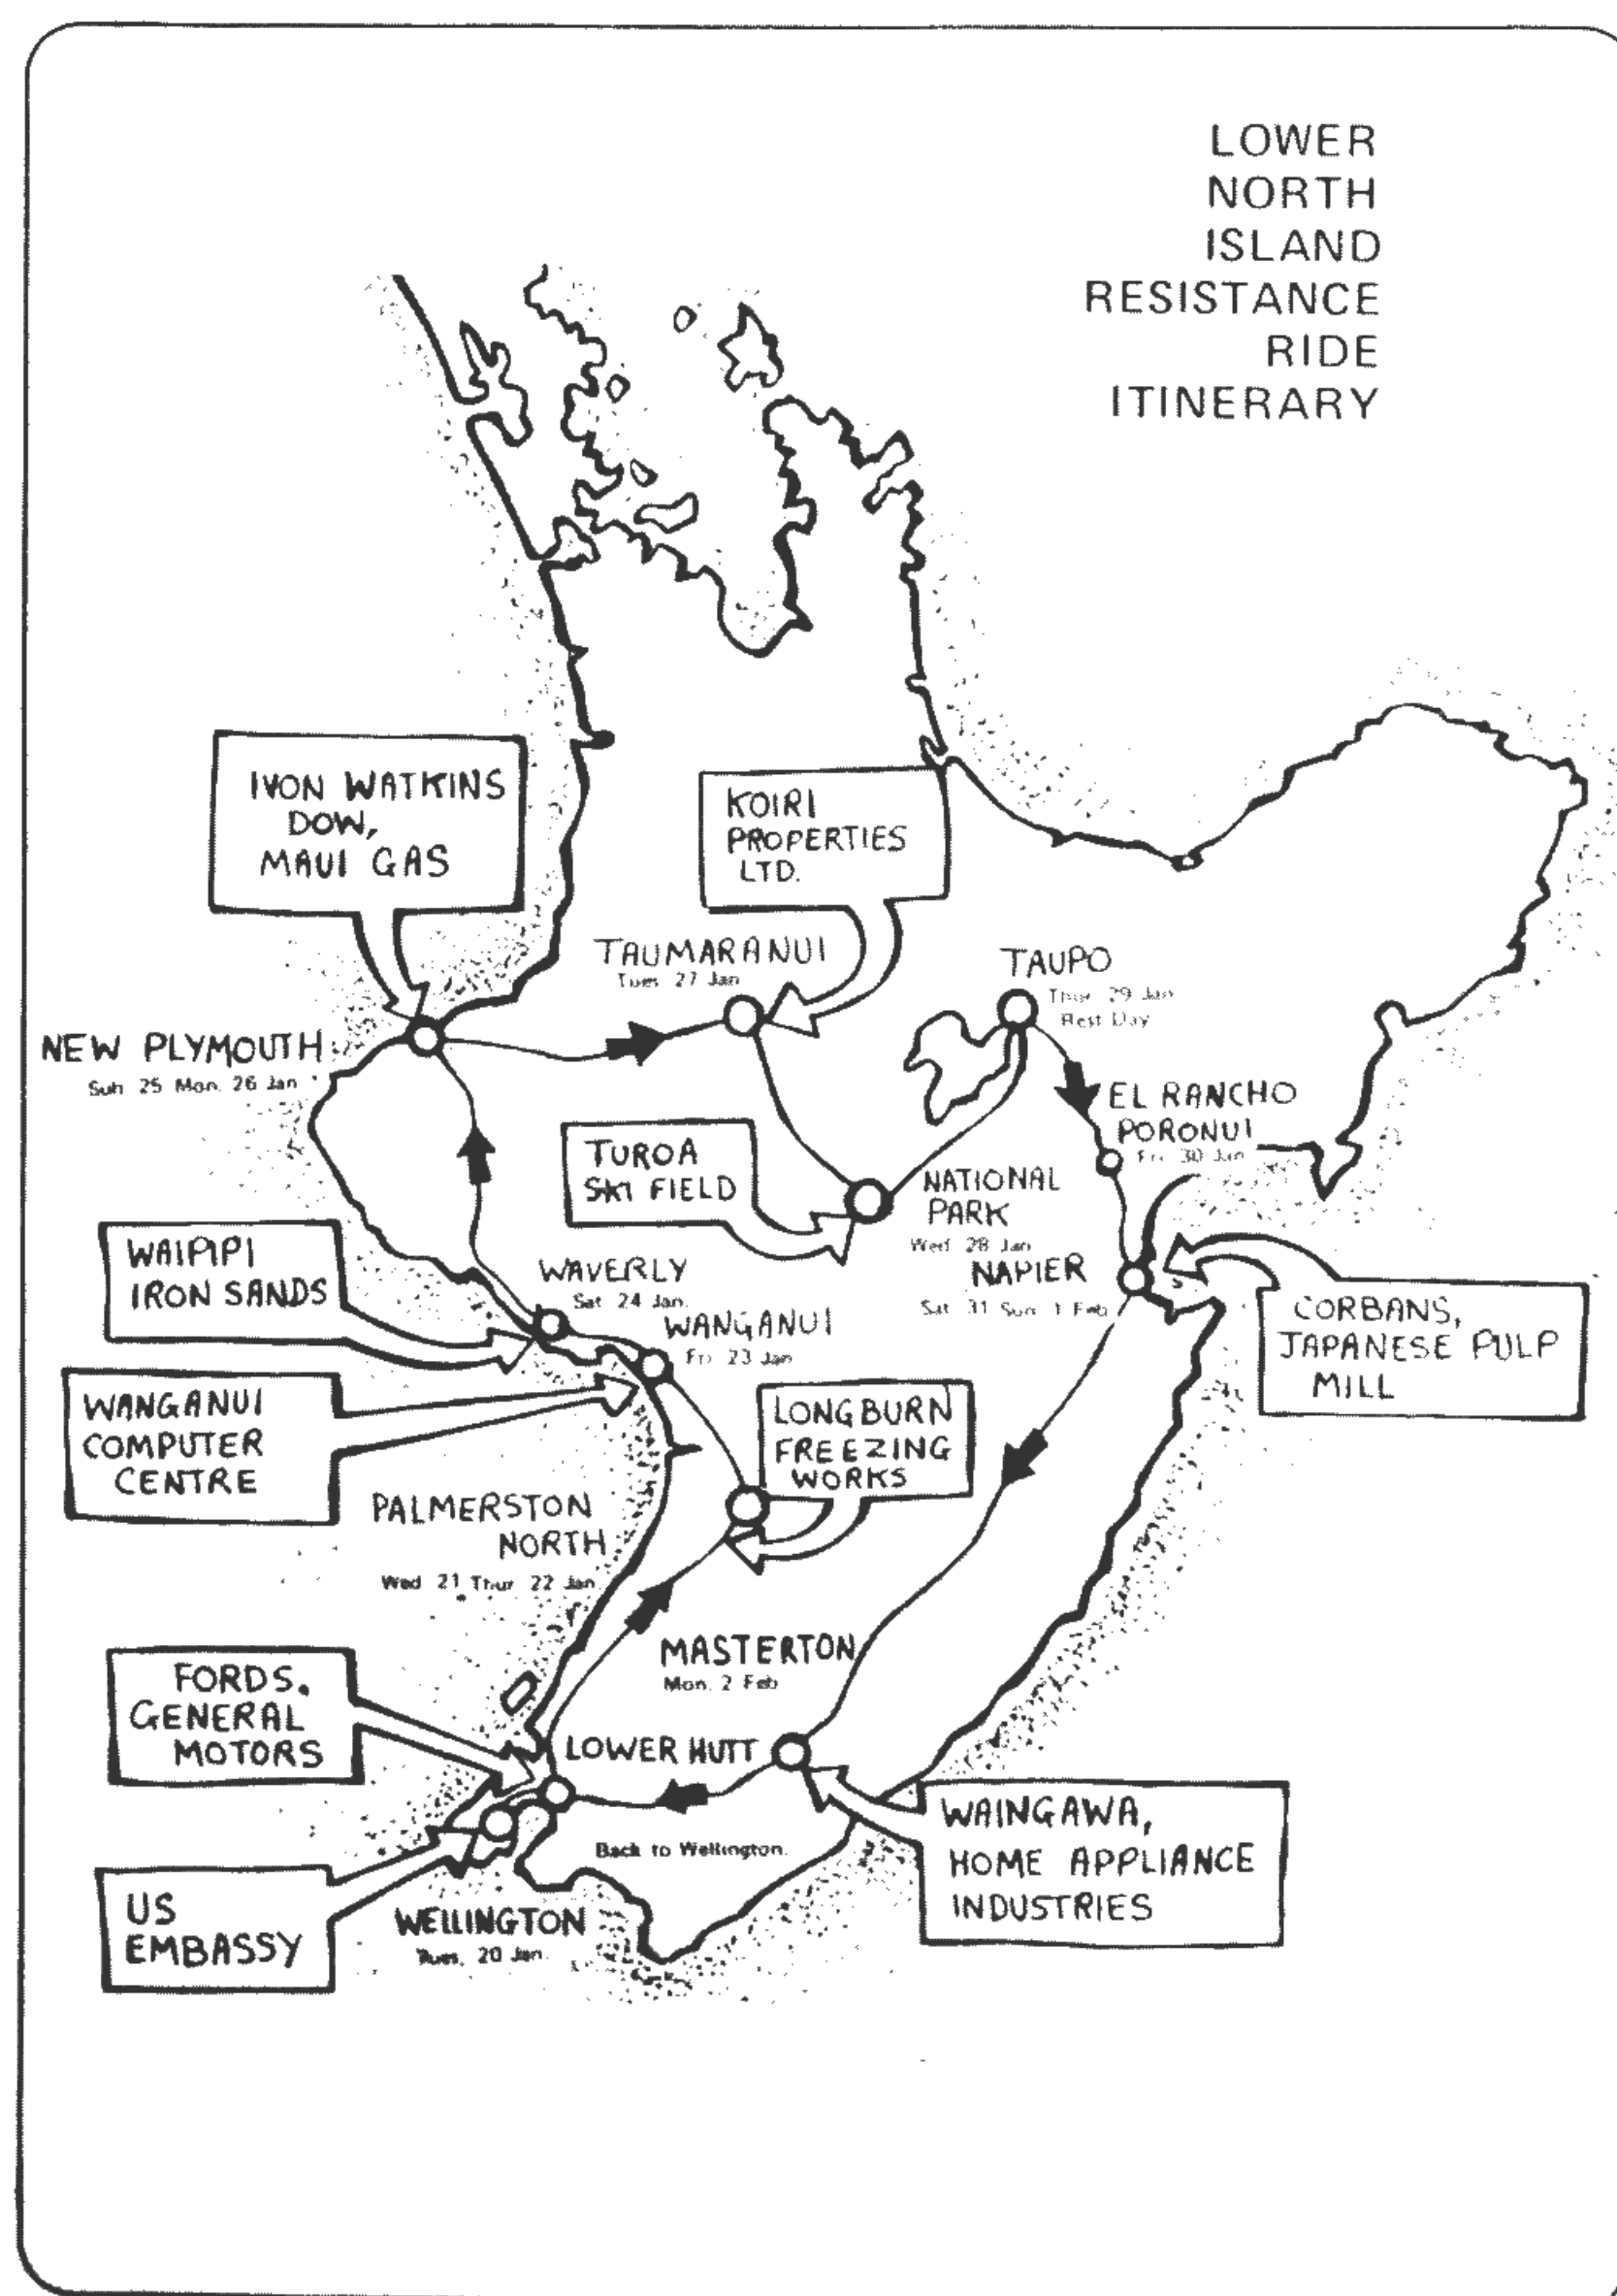 LOWER
NORTH
ISLAND
RESISTANCE
RIDE
ITINERARY
IVON WATKINS
DOW,
MAUI GAS
KOIRI
PROPERTIES
LTD.
TAUMARANUI
Tues 27 Jan
TAUPO
Thur 29 Jan
Rest Day
NEW PLYMOUTH
Sun 25 Mon. 26 Jan
EL RANCHO
PORONUI
Fri 30 Jan
TUROA
SKI FIELD
NATIONAL
PARK
Wed 28 Jan
WAIPIPI
IRON SANDS
WAVERLY
Sat 24 Jan.
NAPIER
Sat 31 Sun 1 Feb
WANGANUI
Fri 23 Jan
CORBANS,
JAPANESE PULP
MILL
WANGANUI
COMPUTER
CENTRE
LONGBURN
FREEZING
WORKS
PALMERSTON
NORTH
Wed 21 Thur 22 Jan.
MASTERTON
Mon. 2 Feb
FORDS,
GENERAL
MOTORS
LOWER HUTT
WAINGAWA,
HOME APPLIANCE
INDUSTRIES
Back to Wellington.
US
EMBASSY
WELLINGTON
Tues. 20 Jan.